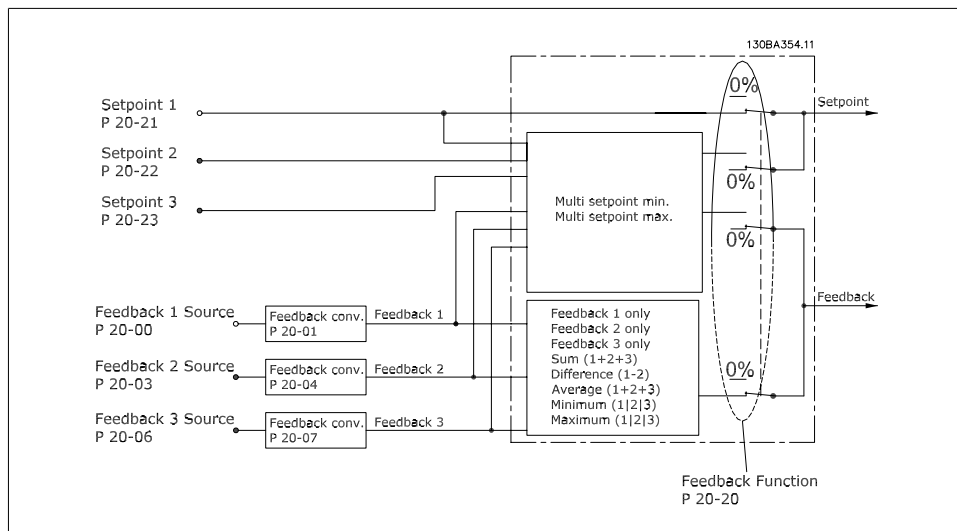 130BA354.11
0%
Setpoint 1
P 20-21
Setpoint
Setpoint 2
P 20-22
0%
Setpoint 3
P 20-23
Multi setpoint min.
Multi setpoint max.
0%
Feedback 1 Source
P 20-00
Feedback conv.
P 20-01
Feedback 1
Feedback
Feedback 2 Source
P 20-03
Feedback conv.
P 20-04
Feedback 2
Feedback 3 Source
P 20-06
Feedback conv.
P 20-07
Feedback 3
Feedback 1 only
Feedback 2 only
Feedback 3 only
Sum (1+2+3)
Difference (1-2)
Average (1+2+3)
Minimum (1|2|3)
Maximum (1|2|3)
0%
Feedback Function
P 20-20